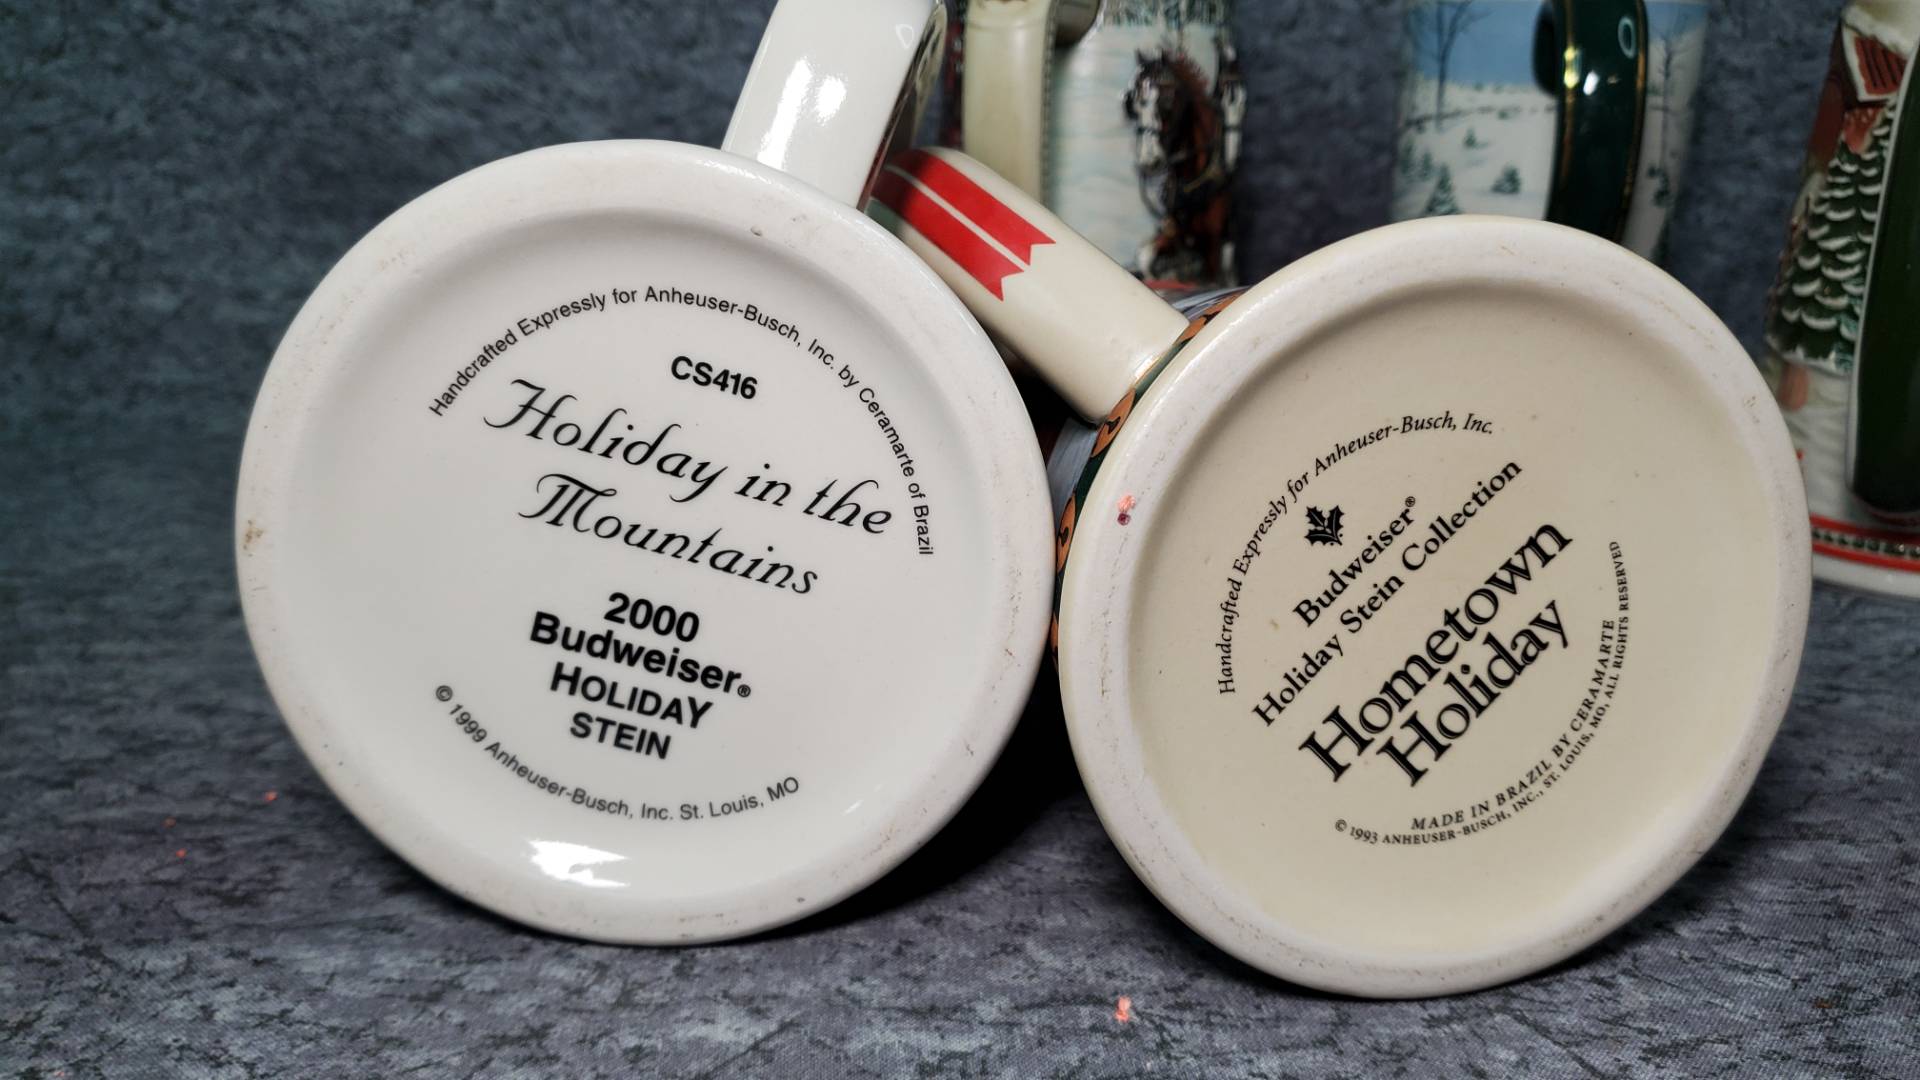 Handcrafted Expressly for Anheuser-Busch, Inc. by Ceramarte of Brazil
CS416
Holiday in the
Mountains
2000
Budweiser®
HOLIDAY
STEIN
© 1999 Anheuser-Busch, Inc. St. Louis, MO
Handcrafted Expressly for Anheuser-Busch, Inc.
Budweiser®
Holiday Stein Collection
Hometown
Holiday
MADE IN BRAZIL BY CERAMARTE
© 1993 ANHEUSER-BUSCH, INC., ST. LOUIS, MO, ALL RIGHTS RESERVED